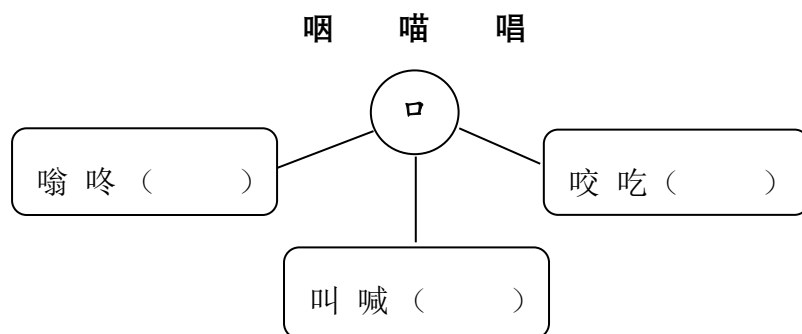 咽 喵 唱
口
嗡 咚 （ ）
咬 吃（ ）
叫 喊 （ ）